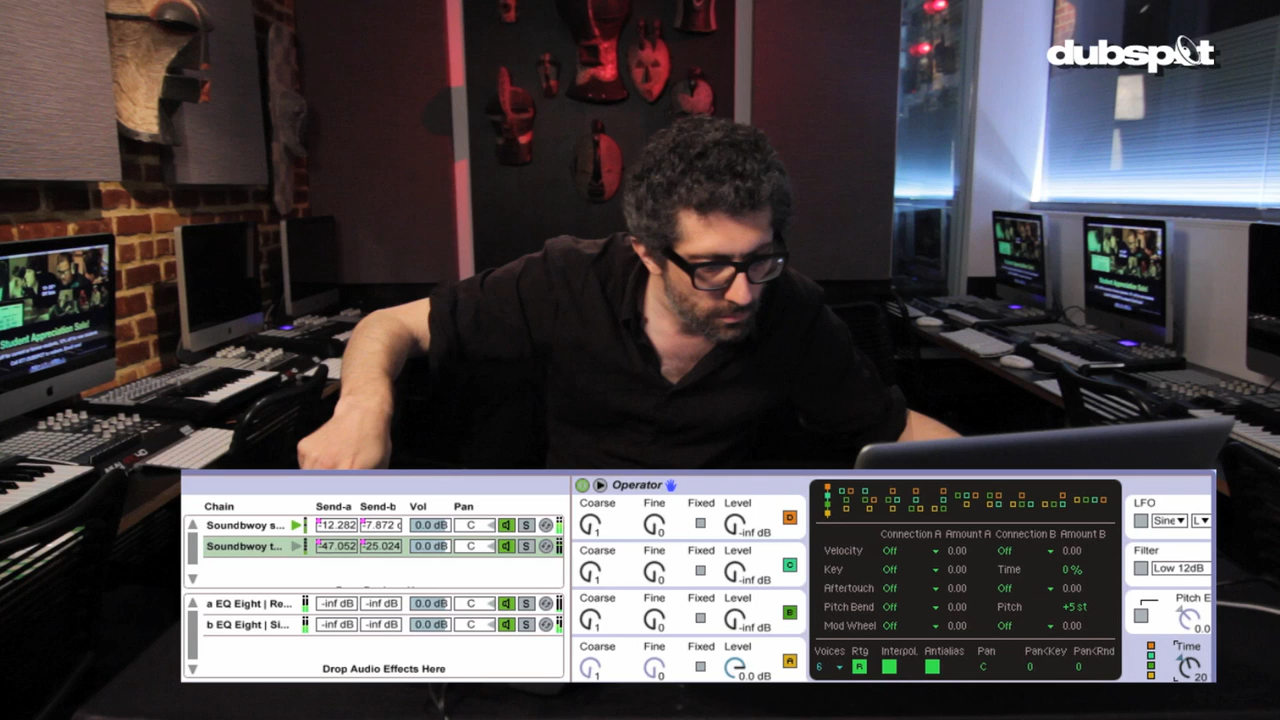 dubspot
Student Appreciation Sale!
Chain Send-a Send-b Vol Pan
Soundbwoy s... -12.282 -7.872 d 0.0 dB C S
Soundbwoy t... -47.052 -25.024 0.0 dB C S
a EQ Eight | Re... -inf dB -inf dB 0.0 dB C S
b EQ Eight | Si... -inf dB -inf dB 0.0 dB C S
Drop Audio Effects Here
Operator
Coarse Fine Fixed Level
1 0 -inf dB D
Coarse Fine Fixed Level
1 0 -inf dB C
Coarse Fine Fixed Level
1 0 -inf dB B
Coarse Fine Fixed Level
1 0 0.0 dB A
Connection A Amount A Connection B Amount B
Velocity Off 0.00 Off 0.00
Key Off 0.00 Time 0 %
Aftertouch Off 0.00 Off 0.00
Pitch Bend Off 0.00 Pitch +5 st
Mod Wheel Off 0.00 Off 0.00
Voices Rtg Interpol. Antialias Pan Pan<Key Pan<Rnd
6 R C 0 0
LFO
Sine L
Filter
Low 12dB
Pitch E
0.0
Time
20